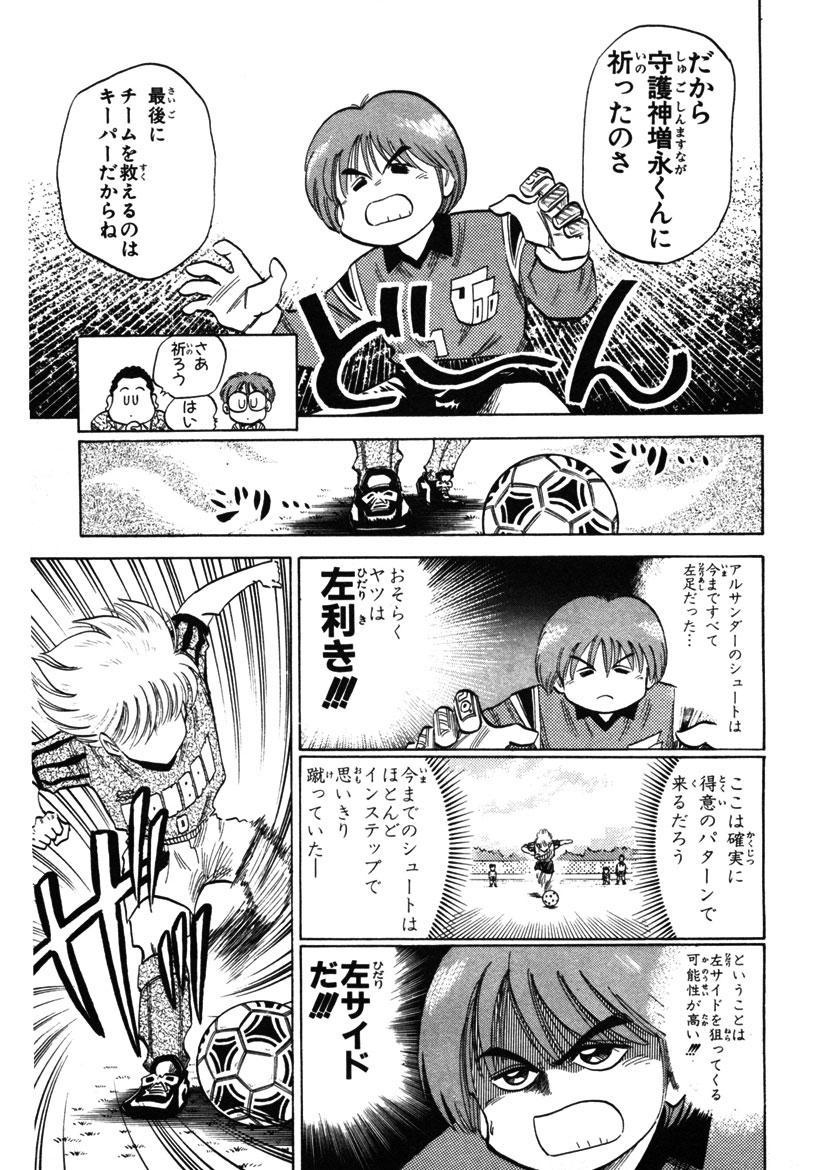 だから
守護神増永くんに
祈ったのさ
最後に
チームを救えるのは
キーパーだからね
ど〜ん
さあ
祈ろう
はい
ジリ…
ジリ…
アルサンダーのシュートは
今まですべて
左足だった…
おそらく
ヤツは
左利き!!!
ここは確実に
得意のパターンで
来るだろう
今までのシュートは
ほとんど
インステップで
思いきり
蹴っていた―
ということは
左サイドを狙ってくる
可能性が高い!!!
左サイド
だ!!!
ザッ